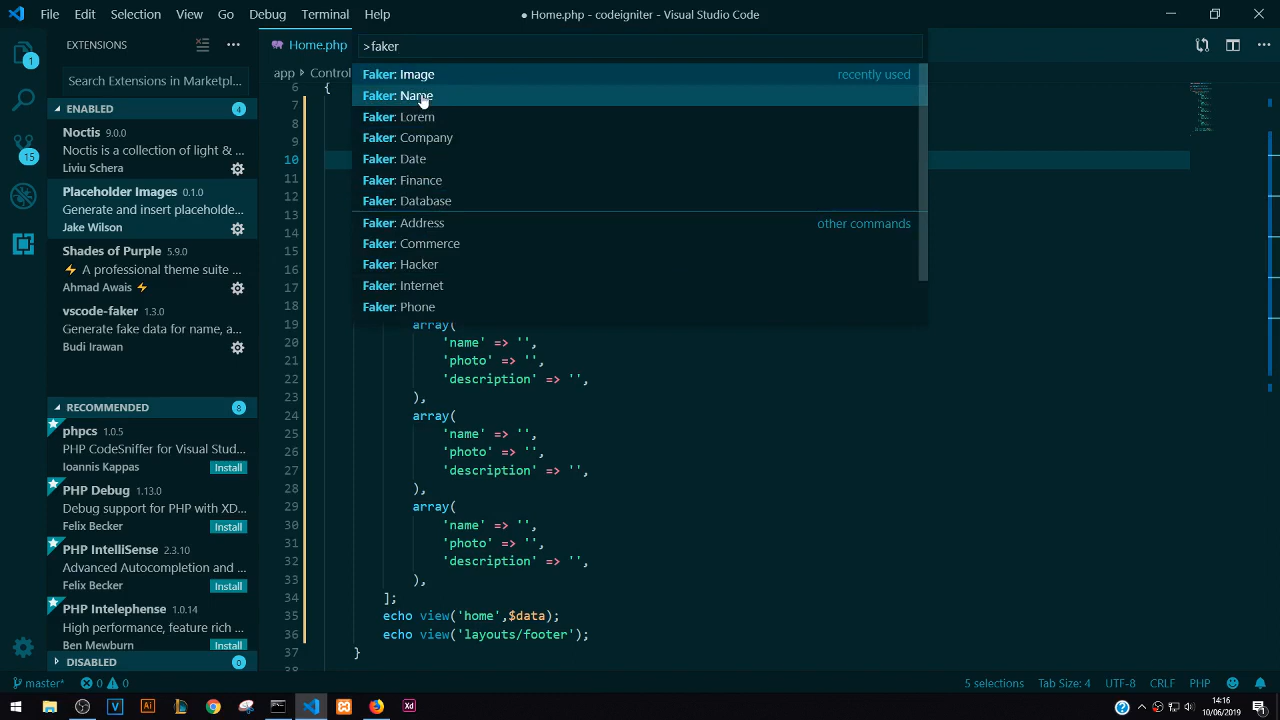 File Edit Selection View Go Debug Terminal Help
● Home.php - codeigniter - Visual Studio Code
EXTENSIONS
Search Extensions in Marketpl...
ENABLED 4
Noctis 9.0.0
Noctis is a collection of light & ...
Liviu Schera
Placeholder Images 0.1.0
Generate and insert placeholde...
Jake Wilson
Shades of Purple 5.9.0
⚡ A professional theme suite ...
Ahmad Awais ⚡
vscode-faker 1.3.0
Generate fake data for name, a...
Budi Irawan
RECOMMENDED 8
phpcs 1.0.5
PHP CodeSniffer for Visual Stud...
Ioannis Kappas Install
PHP Debug 1.13.0
Debug support for PHP with XD...
Felix Becker Install
PHP IntelliSense 2.3.10
Advanced Autocompletion and ...
Felix Becker Install
PHP Intelephense 1.0.14
High performance, feature rich ...
Ben Mewburn Install
DISABLED 0
1
15
Home.php
app › Control
>faker
Faker: Image recently used
Faker: Name
Faker: Lorem
Faker: Company
Faker: Date
Faker: Finance
Faker: Database
Faker: Address other commands
Faker: Commerce
Faker: Hacker
Faker: Internet
Faker: Phone
6 {
7
8
9
10
11
12
13
14
15
16
17
18
19 array(
20 'name' => '',
21 'photo' => '',
22 'description' => '',
23 ),
24 array(
25 'name' => '',
26 'photo' => '',
27 'description' => '',
28 ),
29 array(
30 'name' => '',
31 'photo' => '',
32 'description' => '',
33 ),
34 ];
35 echo view('home',$data);
36 echo view('layouts/footer');
37 }
38
master* 0 0
5 selections Tab Size: 4 UTF-8 CRLF PHP 1
14:16
10/06/2019